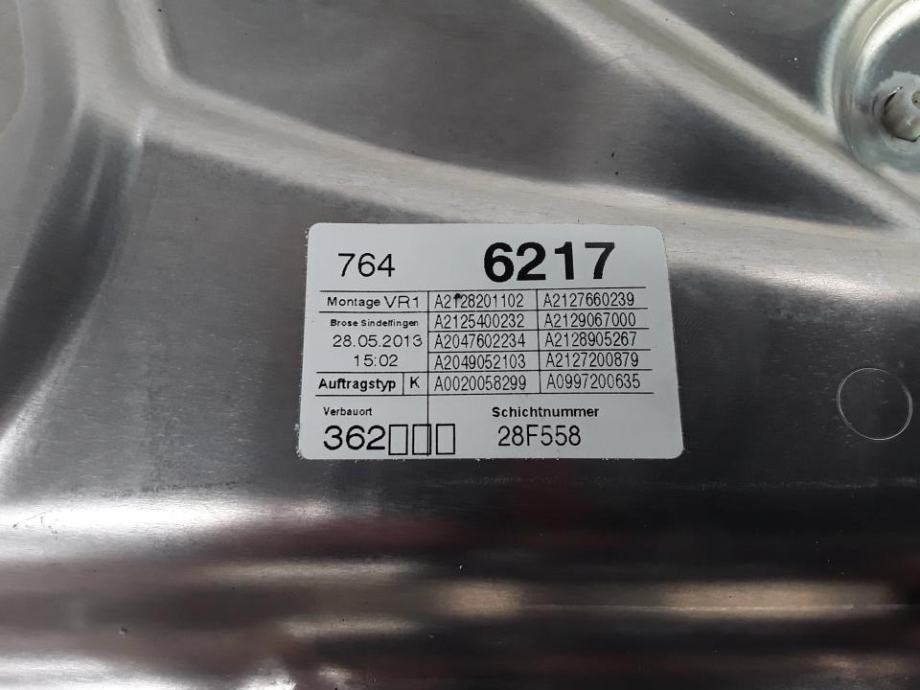 764 6217
Montage VR1 A2128201102 A2127660239
Brose Sindelfingen A2125400232 A2129067000
28.05.2013 A2047602234 A2128905267
15:02 A2049052103 A2127200879
Auftragstyp K A0020058299 A0997200635
Verbauort Schichtnummer
362□□□ 28F558